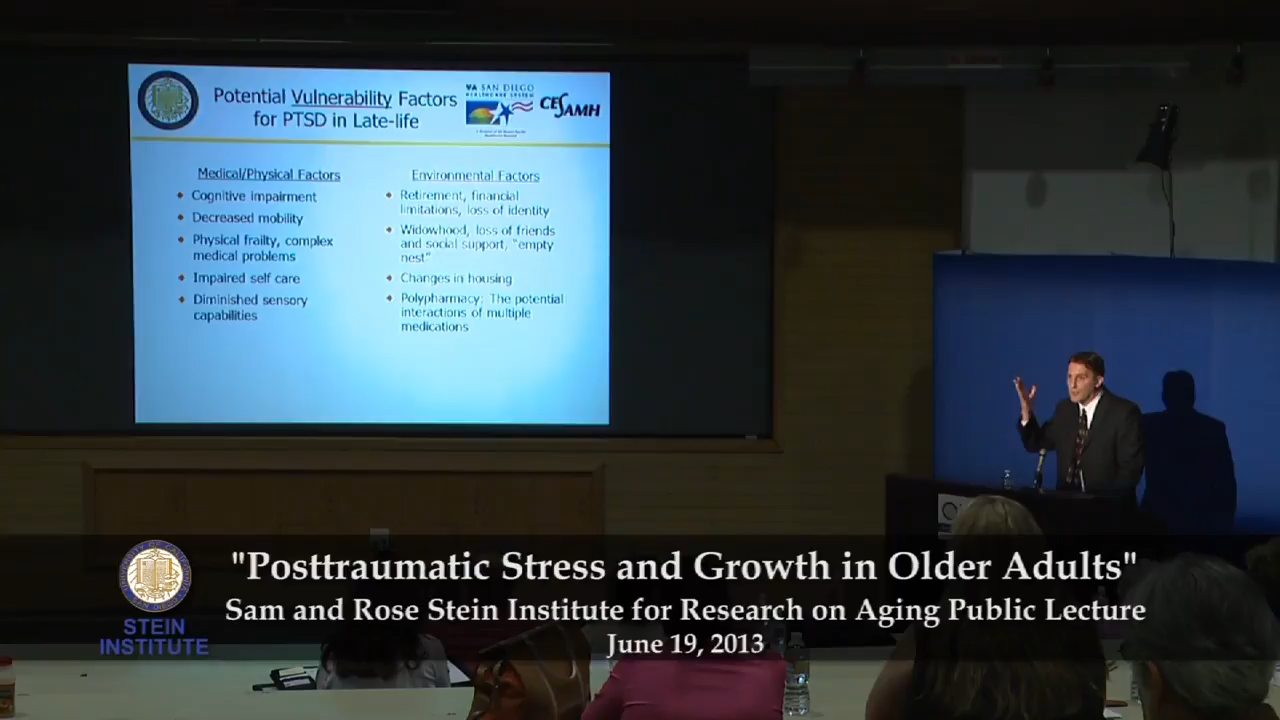 Potential Vulnerability Factors
for PTSD in Late-life
VA SAN DIEGO
HEALTHCARE SYSTEM
CESAMH
Medical/Physical Factors
• Cognitive impairment
• Decreased mobility
• Physical frailty, complex
medical problems
• Impaired self care
• Diminished sensory
capabilities
Environmental Factors
• Retirement, financial
limitations, loss of identity
• Widowhood, loss of friends
and social support, "empty
nest"
• Changes in housing
• Polypharmacy: The potential
interactions of multiple
medications
STEIN
INSTITUTE
"Posttraumatic Stress and Growth in Older Adults"
Sam and Rose Stein Institute for Research on Aging Public Lecture
June 19, 2013